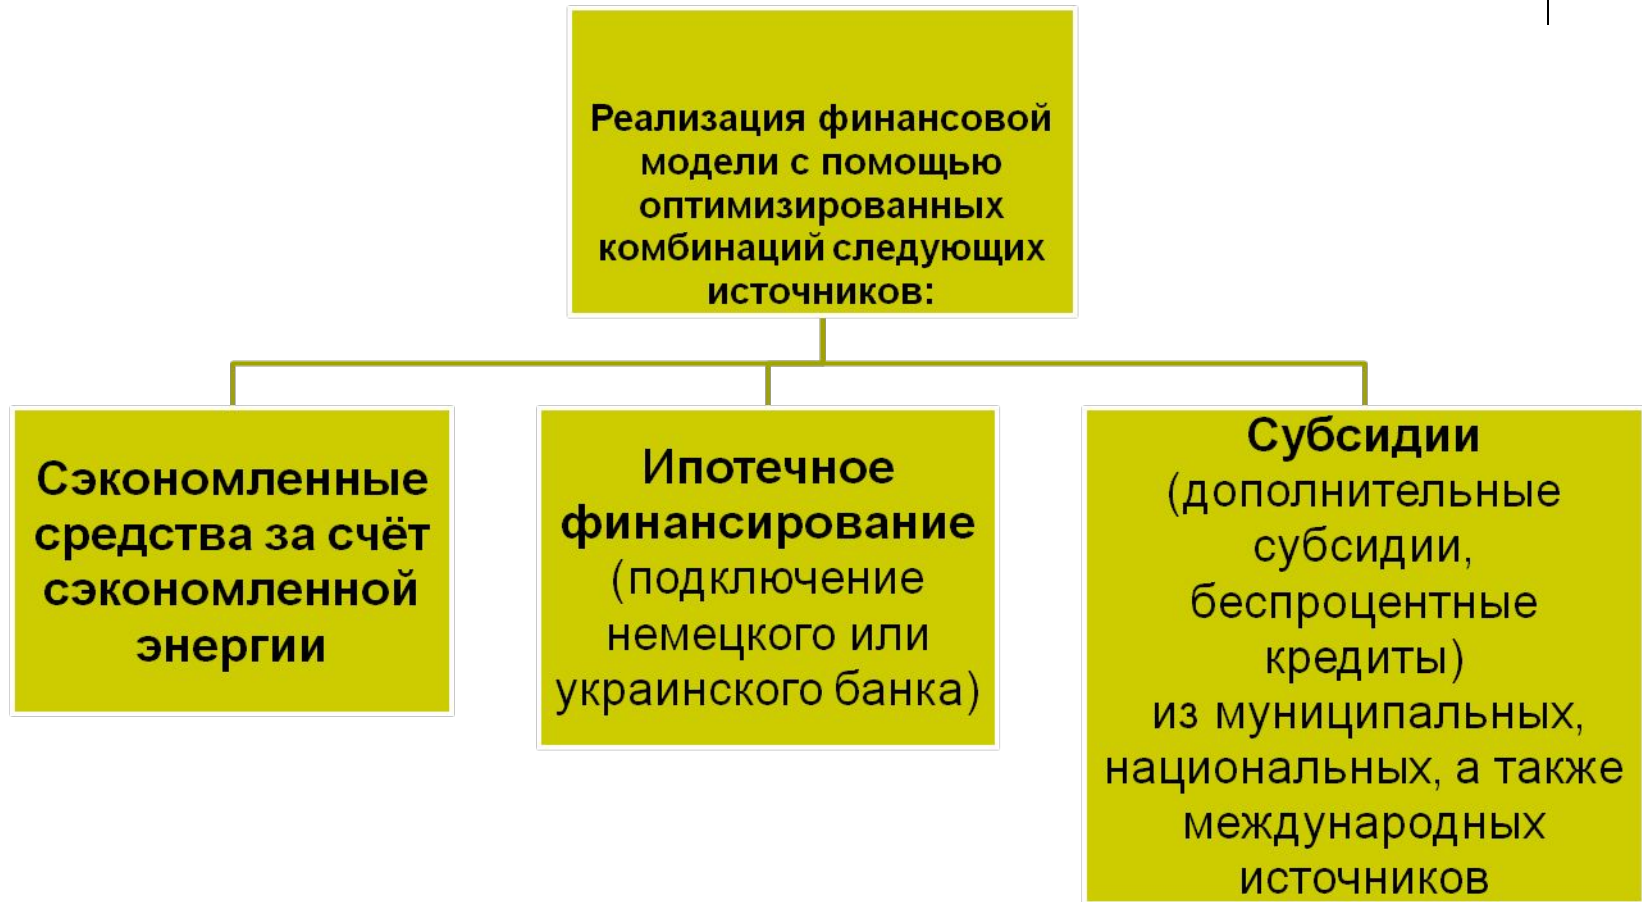 Реализация финансовой
модели с помощью
оптимизированных
комбинаций следующих
источников:
Сэкономленные
средства за счёт
сэкономленной
энергии
Ипотечное
финансирование
(подключение
немецкого или
украинского банка)
Субсидии
(дополнительные
субсидии,
беспроцентные
кредиты)
из муниципальных,
национальных, а также
международных
источников